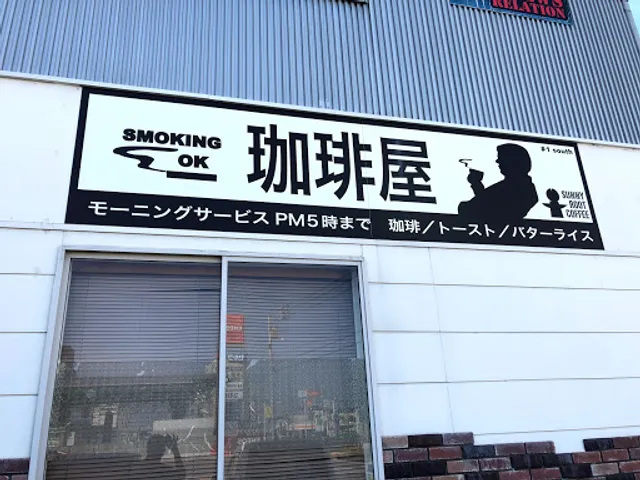 RELATION
SMOKING
OK
珈琲屋
#1 south
SUNNY
ROOT
COFFEE
モーニングサービス PM5時まで 珈琲／トースト／バターライス